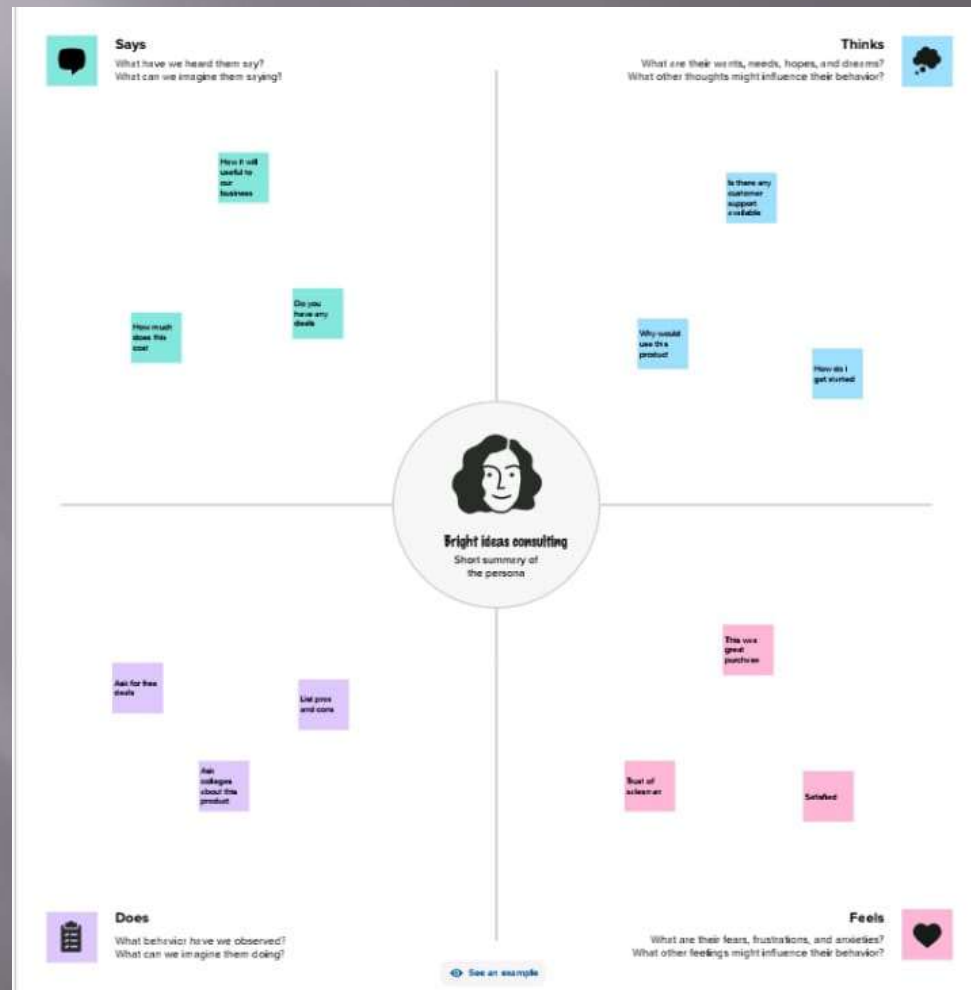 Says
What have we heard them say?
What can we imagine them saying?
Thinks
What are their wants, needs, hopes, and dreams?
What other thoughts might influence their behavior?
How it will
useful to
our
business
Do you
have any
deals
How much
does this
cost
Is there any
customer
support
available
Why would
use this
product
How do I
get started
Bright ideas consulting
Short summery of
the persona
Ask for free
deals
List pros
and cons
Ask
collages
about this
product
This was
great
purchase
Trust of
salesman
Satisfied
Does
What behavior have we observed?
What can we imagine them doing?
Feels
What are their fears, frustrations, and anxieties?
What other feelings might influence their behavior?
See an example